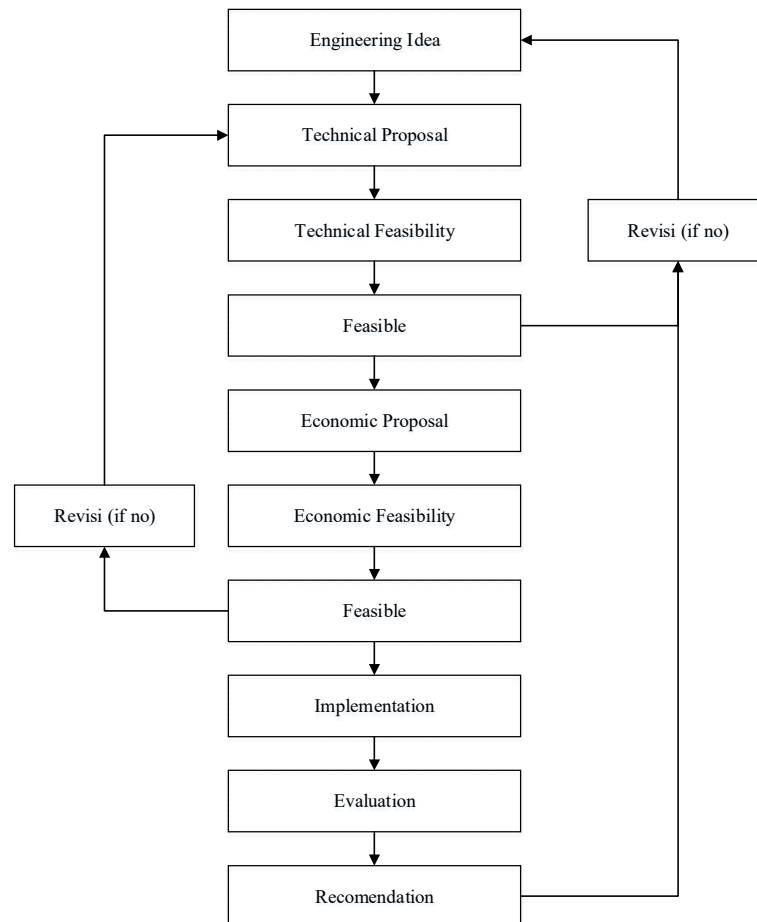 Engineering Idea
Technical Proposal
Technical Feasibility
Revisi (if no)
Feasible
Economic Proposal
Revisi (if no)
Economic Feasibility
Feasible
Implementation
Evaluation
Recomendation